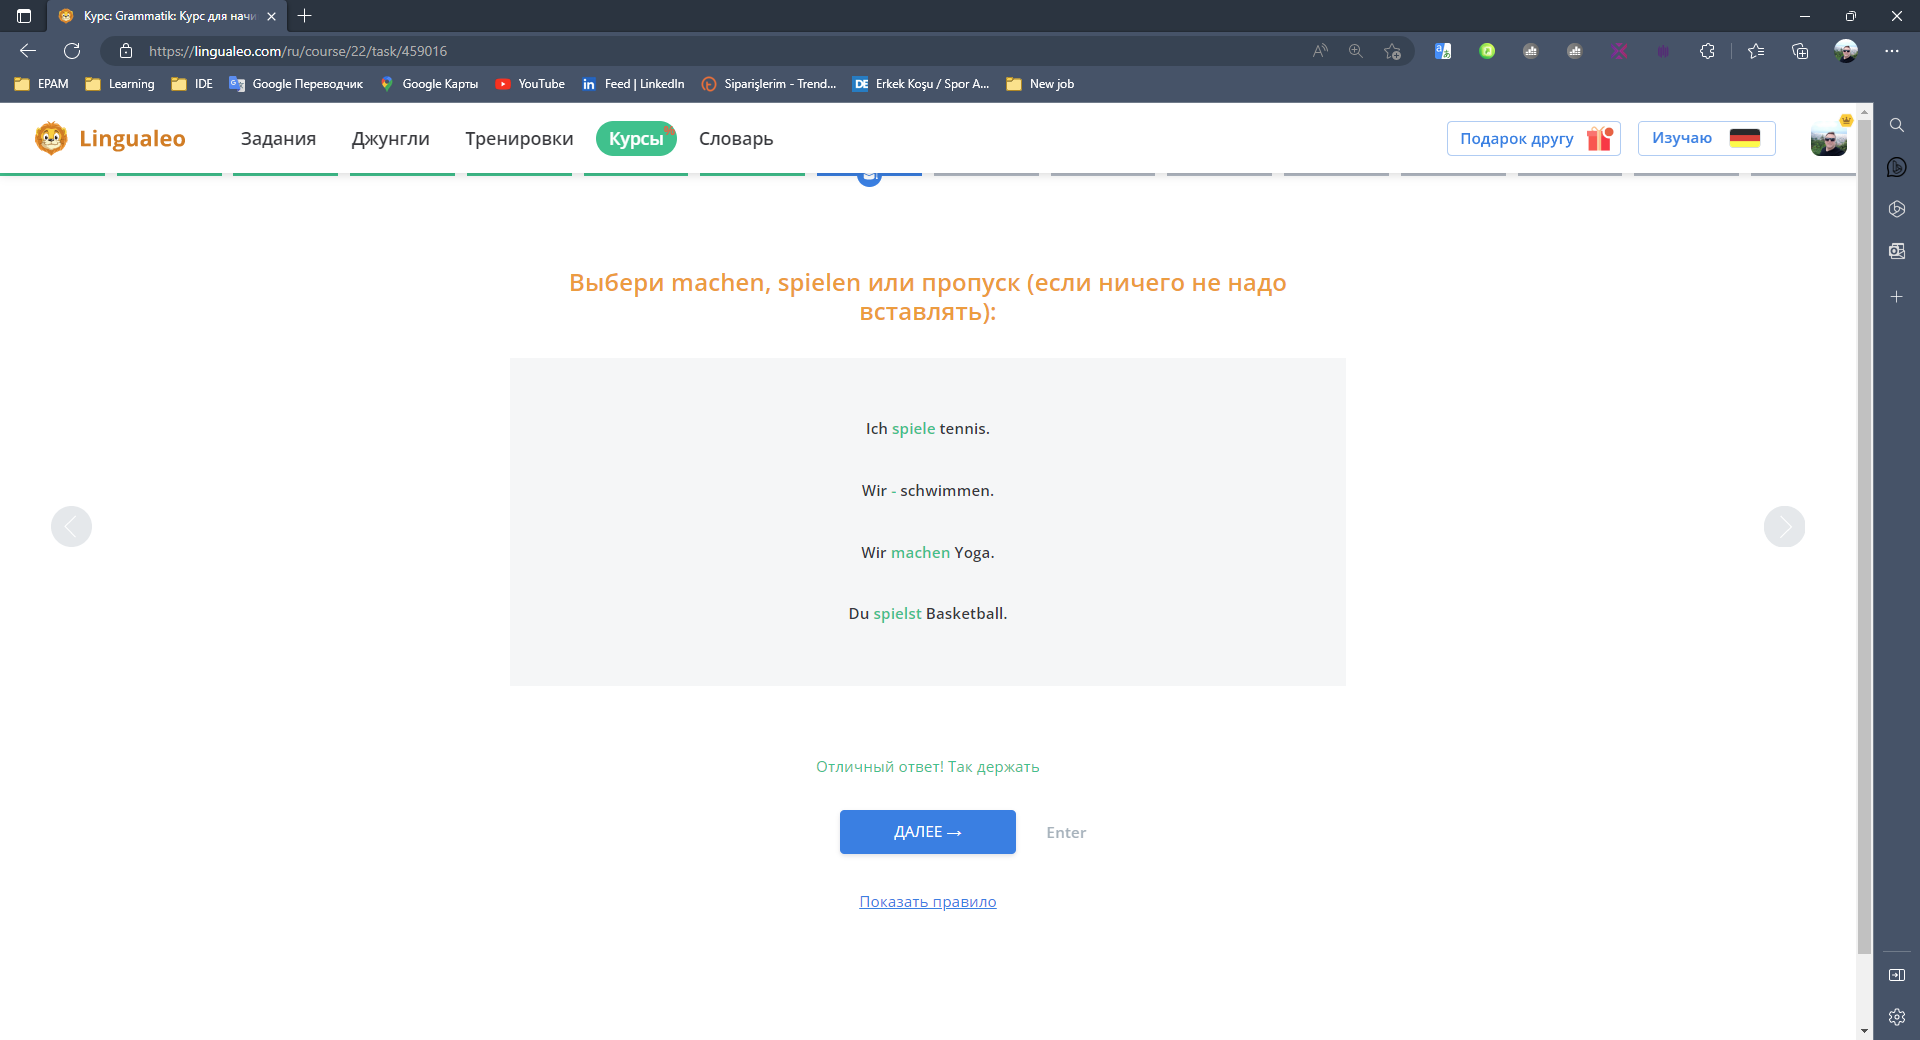 Курс: Grammatik: Курс для начи
https://lingualeo.com/ru/course/22/task/459016
EPAM Learning IDE Google Переводчик Google Карты YouTube Feed | LinkedIn Siparişlerim - Trend... Erkek Koşu / Spor A... New job
Lingualeo Задания Джунгли Тренировки Курсы Словарь Подарок другу Изучаю
Выбери machen, spielen или пропуск (если ничего не надо
вставлять):
Ich spiele tennis.
Wir - schwimmen.
Wir machen Yoga.
Du spielst Basketball.
Отличный ответ! Так держать
ДАЛЕЕ → Enter
Показать правило